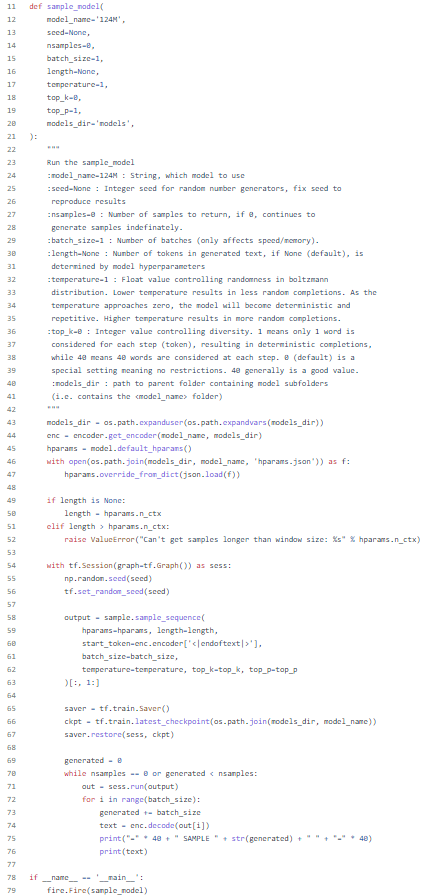 11 def sample_model(
12     model_name='124M',
13     seed=None,
14     nsamples=0,
15     batch_size=1,
16     length=None,
17     temperature=1,
18     top_k=0,
19     top_p=1,
20     models_dir='models',
21 ):
22     """
23     Run the sample_model
24     :model_name=124M : String, which model to use
25     :seed=None : Integer seed for random number generators, fix seed to
26      reproduce results
27     :nsamples=0 : Number of samples to return, if 0, continues to
28      generate samples indefinately.
29     :batch_size=1 : Number of batches (only affects speed/memory).
30     :length=None : Number of tokens in generated text, if None (default), is
31      determined by model hyperparameters
32     :temperature=1 : Float value controlling randomness in boltzmann
33      distribution. Lower temperature results in less random completions. As the
34      temperature approaches zero, the model will become deterministic and
35      repetitive. Higher temperature results in more random completions.
36     :top_k=0 : Integer value controlling diversity. 1 means only 1 word is
37      considered for each step (token), resulting in deterministic completions,
38      while 40 means 40 words are considered at each step. 0 (default) is a
39      special setting meaning no restrictions. 40 generally is a good value.
40      :models_dir : path to parent folder containing model subfolders
41      (i.e. contains the <model_name> folder)
42     """
43     models_dir = os.path.expanduser(os.path.expandvars(models_dir))
44     enc = encoder.get_encoder(model_name, models_dir)
45     hparams = model.default_hparams()
46     with open(os.path.join(models_dir, model_name, 'hparams.json')) as f:
47         hparams.override_from_dict(json.load(f))
48
49     if length is None:
50         length = hparams.n_ctx
51     elif length > hparams.n_ctx:
52         raise ValueError("Can't get samples longer than window size: %s" % hparams.n_ctx)
53
54     with tf.Session(graph=tf.Graph()) as sess:
55         np.random.seed(seed)
56         tf.set_random_seed(seed)
57
58         output = sample.sample_sequence(
59             hparams=hparams, length=length,
60             start_token=enc.encoder['<|endoftext|>'],
61             batch_size=batch_size,
62             temperature=temperature, top_k=top_k, top_p=top_p
63         )[:, 1:]
64
65         saver = tf.train.Saver()
66         ckpt = tf.train.latest_checkpoint(os.path.join(models_dir, model_name))
67         saver.restore(sess, ckpt)
68
69         generated = 0
70         while nsamples == 0 or generated < nsamples:
71             out = sess.run(output)
72             for i in range(batch_size):
73                 generated += batch_size
74                 text = enc.decode(out[i])
75                 print("=" * 40 + " SAMPLE " + str(generated) + " " + "=" * 40)
76                 print(text)
77
78 if __name__ == '__main__':
79     fire.Fire(sample_model)